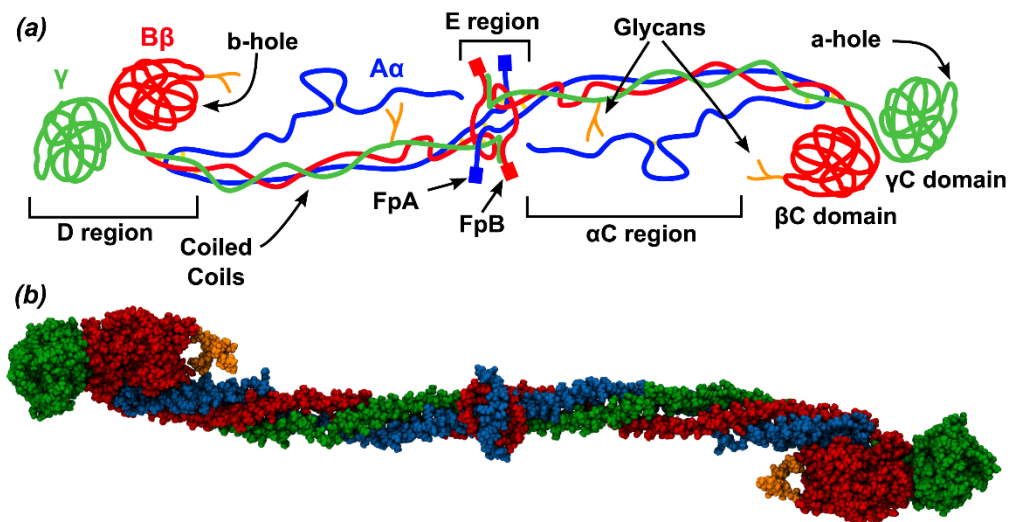 (a)
E region
Glycans
a-hole
Bβ
b-hole
Aα
γ
FpA
FpB
γC domain
βC domain
D region
αC region
Coiled
Coils
(b)